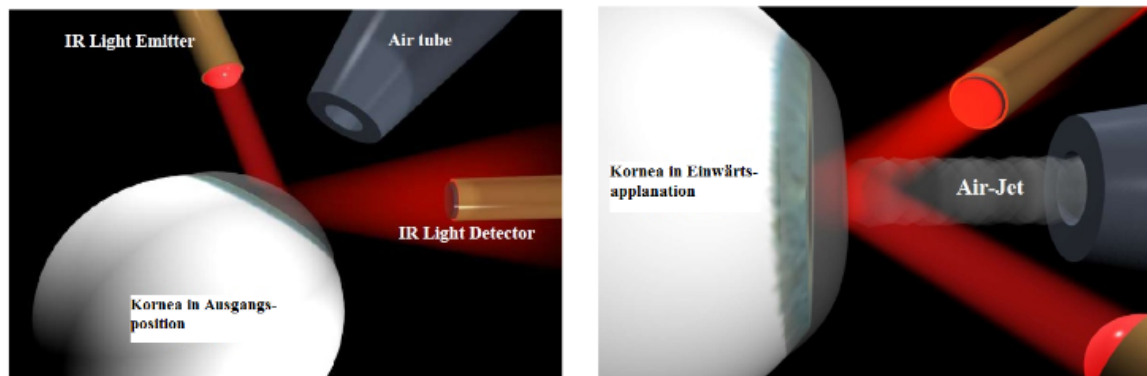 IR Light Emitter
Air tube
IR Light Detector
Kornea in Ausgangs-
position
Kornea in Einwärts-
applanation
Air-Jet